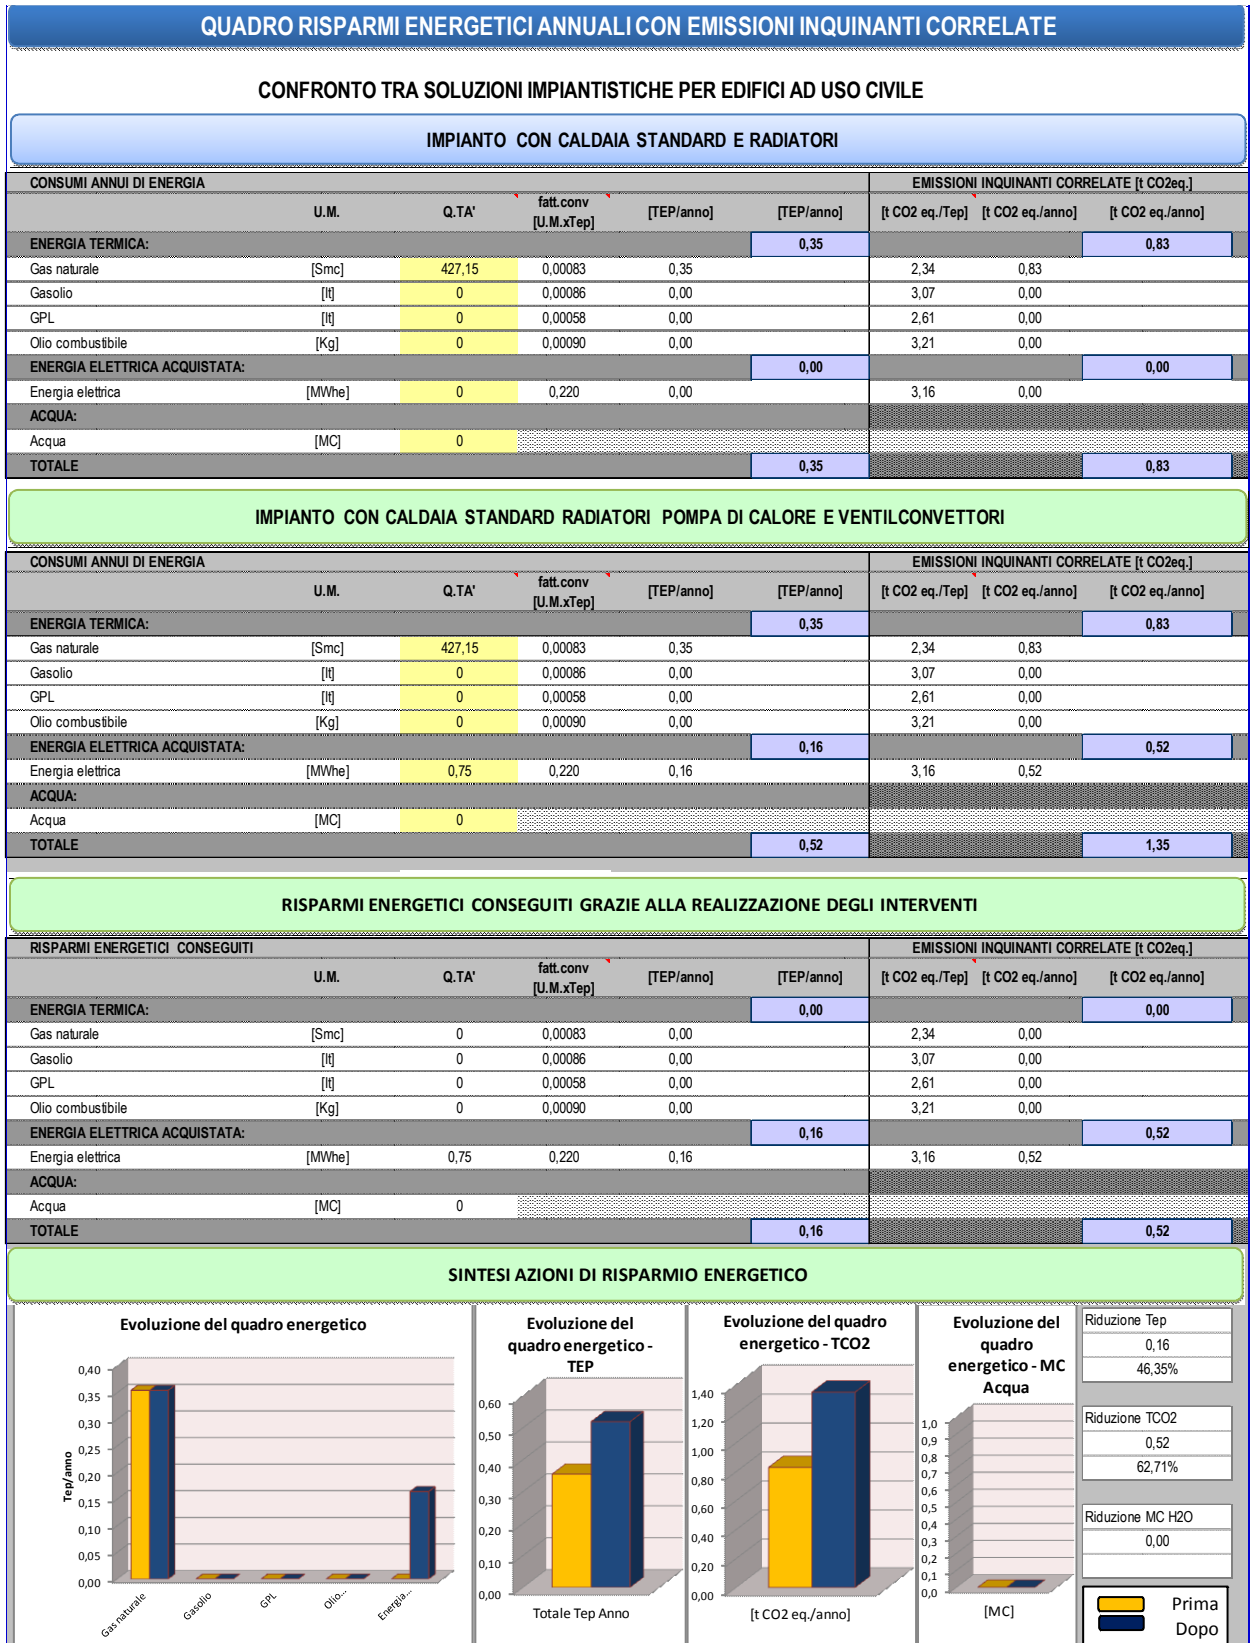 QUADRO RISPARMI ENERGETICI ANNUALI CON EMISSIONI INQUINANTI CORRELATE
CONFRONTO TRA SOLUZIONI IMPIANTISTICHE PER EDIFICI AD USO CIVILE
IMPIANTO CON CALDAIA STANDARD E RADIATORI
CONSUMI ANNUI DI ENERGIA EMISSIONI INQUINANTI CORRELATE [t CO2eq.]
U.M. Q.TA' fatt.conv [U.M.xTep] [TEP/anno] [TEP/anno] [t CO2 eq./Tep] [t CO2 eq./anno] [t CO2 eq./anno]
ENERGIA TERMICA: 0,35 0,83
Gas naturale [Smc] 427,15 0,00083 0,35 2,34 0,83
Gasolio [lt] 0 0,00086 0,00 3,07 0,00
GPL [lt] 0 0,00058 0,00 2,61 0,00
Olio combustibile [Kg] 0 0,00090 0,00 3,21 0,00
ENERGIA ELETTRICA ACQUISTATA: 0,00 0,00
Energia elettrica [MWhe] 0 0,220 0,00 3,16 0,00
ACQUA:
Acqua [MC] 0
TOTALE 0,35 0,83
IMPIANTO CON CALDAIA STANDARD RADIATORI POMPA DI CALORE E VENTILCONVETTORI
CONSUMI ANNUI DI ENERGIA EMISSIONI INQUINANTI CORRELATE [t CO2eq.]
U.M. Q.TA' fatt.conv [U.M.xTep] [TEP/anno] [TEP/anno] [t CO2 eq./Tep] [t CO2 eq./anno] [t CO2 eq./anno]
ENERGIA TERMICA: 0,35 0,83
Gas naturale [Smc] 427,15 0,00083 0,35 2,34 0,83
Gasolio [lt] 0 0,00086 0,00 3,07 0,00
GPL [lt] 0 0,00058 0,00 2,61 0,00
Olio combustibile [Kg] 0 0,00090 0,00 3,21 0,00
ENERGIA ELETTRICA ACQUISTATA: 0,16 0,52
Energia elettrica [MWhe] 0,75 0,220 0,16 3,16 0,52
ACQUA:
Acqua [MC] 0
TOTALE 0,52 1,35
RISPARMI ENERGETICI CONSEGUITI GRAZIE ALLA REALIZZAZIONE DEGLI INTERVENTI
RISPARMI ENERGETICI CONSEGUITI EMISSIONI INQUINANTI CORRELATE [t CO2eq.]
U.M. Q.TA' fatt.conv [U.M.xTep] [TEP/anno] [TEP/anno] [t CO2 eq./Tep] [t CO2 eq./anno] [t CO2 eq./anno]
ENERGIA TERMICA: 0,00 0,00
Gas naturale [Smc] 0 0,00083 0,00 2,34 0,00
Gasolio [lt] 0 0,00086 0,00 3,07 0,00
GPL [lt] 0 0,00058 0,00 2,61 0,00
Olio combustibile [Kg] 0 0,00090 0,00 3,21 0,00
ENERGIA ELETTRICA ACQUISTATA: 0,16 0,52
Energia elettrica [MWhe] 0,75 0,220 0,16 3,16 0,52
ACQUA:
Acqua [MC] 0
TOTALE 0,16 0,52
SINTESI AZIONI DI RISPARMIO ENERGETICO
Evoluzione del quadro energetico
Tep/anno
0,40
0,35
0,30
0,25
0,20
0,15
0,10
0,05
0,00
Gas naturale Gasolio GPL Olio... Energia...
Evoluzione del
quadro energetico -
TEP
0,60
0,50
0,40
0,30
0,20
0,10
0,00
Totale Tep Anno
Evoluzione del quadro
energetico - TCO2
1,40
1,20
1,00
0,80
0,60
0,40
0,20
0,00
[t CO2 eq./anno]
Evoluzione del
quadro
energetico - MC
Acqua
1,0
0,9
0,8
0,7
0,6
0,5
0,4
0,3
0,2
0,1
0,0
[MC]
Riduzione Tep
0,16
46,35%
Riduzione TCO2
0,52
62,71%
Riduzione MC H2O
0,00
Prima
Dopo